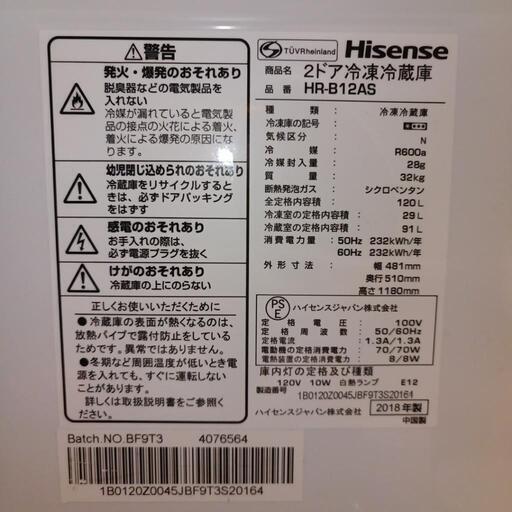 警告
発火・爆発のおそれあり
脱臭器などの電気製品を
入れない
冷媒が漏れていると電気製
品の接点の火花による着火、
着火による爆発の原因にな
ります。
幼児閉じ込められのおそれあり
冷蔵庫をリサイクルするとき
は、必ずドアパッキング
をはずす
感電のおそれあり
お手入れの際は、
必ず電源プラグを抜く
けがのおそれあり
冷蔵庫の上にのらない
正しくお使いいただくために
●冷蔵庫の表面が熱くなるのは、
放熱パイプで露付防止をしている
ためです。異常ではありません。
●冬期など周囲温度が低いときで
電源を入れても、すぐに運転しない
ことがあります。
詳しくは、取扱説明書をご覧ください。
TÜVRheinland
Hisense
商品名 2ドア冷凍冷蔵庫
品番 HR-B12AS
種類 冷凍冷蔵庫
冷凍庫の記号
気候区分 N
冷媒 R600a
冷媒封入量 28g
質量 32kg
断熱発泡ガス シクロペンタン
全定格内容積 120L
冷凍室の定格内容積 29L
冷蔵室の定格内容積 91L
消費電力量 50Hz 232kWh/年
60Hz 232kWh/年
外形寸法 幅 481mm
奥行 510mm
高さ 1180mm
PS
E
ハイセンスジャパン株式会社
定格電圧 100V
定格周波数 50/60Hz
定格電流 1.3A/1.3A
電動機の定格消費電力 70/70W
電熱装置の定格消費電力 8/8W
庫内灯の定格及び種類
120V 10W 白熱ランプ E12
製造番号 1B0120Z0045JBF9T3S20164
ハイセンスジャパン株式会社
2018年製
中国製
Batch.NO.BF9T3 4076564
1B0120Z0045JBF9T3S20164